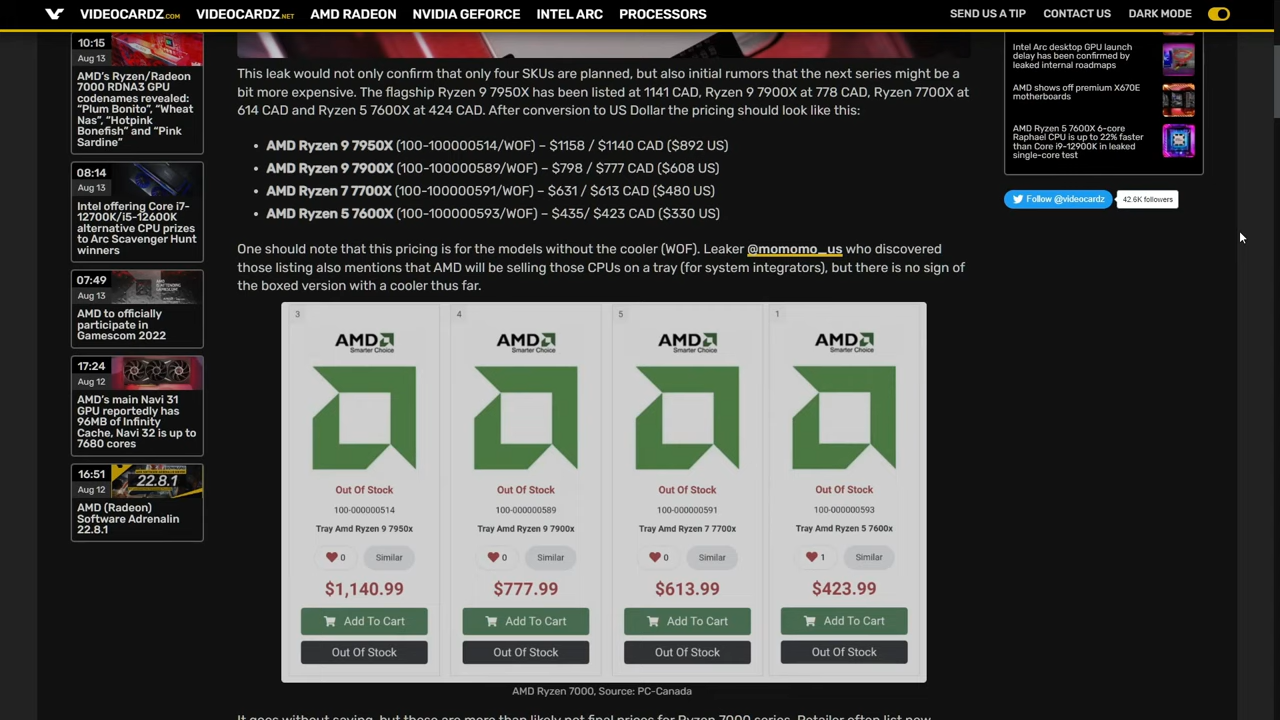 VIDEOCARDZ.COM VIDEOCARDZ.NET AMD RADEON NVIDIA GEFORCE INTEL ARC PROCESSORS SEND US A TIP CONTACT US DARK MODE
10:15
Aug 13
AMD's Ryzen/Radeon
7000 RDNA3 GPU
codenames revealed:
"Plum Bonito", "Wheat
Nas", "Hotpink
Bonefish" and "Pink
Sardine"
08:14
Aug 13
Intel offering Core i7-
12700K/i5-12600K
alternative CPU prizes
to Arc Scavenger Hunt
winners
07:49
Aug 13
AMD to officially
participate in
Gamescom 2022
17:24
Aug 12
AMD's main Navi 31
GPU reportedly has
96MB of Infinity
Cache, Navi 32 is up to
7680 cores
16:51
Aug 12
22.8.1
AMD (Radeon)
Software Adrenalin
22.8.1
This leak would not only confirm that only four SKUs are planned, but also initial rumors that the next series might be a
bit more expensive. The flagship Ryzen 9 7950X has been listed at 1141 CAD, Ryzen 9 7900X at 778 CAD, Ryzen 7700X at
614 CAD and Ryzen 5 7600X at 424 CAD. After conversion to US Dollar the pricing should look like this:
• AMD Ryzen 9 7950X (100-100000514/WOF) – $1158 / $1140 CAD ($892 US)
• AMD Ryzen 9 7900X (100-100000589/WOF) – $798 / $777 CAD ($608 US)
• AMD Ryzen 7 7700X (100-100000591/WOF) – $631 / $613 CAD ($480 US)
• AMD Ryzen 5 7600X (100-100000593/WOF) – $435/ $423 CAD ($330 US)
One should note that this pricing is for the models without the cooler (WOF). Leaker @momomo_us who discovered
those listing also mentions that AMD will be selling those CPUs on a tray (for system integrators), but there is no sign of
the boxed version with a cooler thus far.
3 4 5 1
AMD AMD AMD AMD
Smarter Choice Smarter Choice Smarter Choice Smarter Choice
Out Of Stock Out Of Stock Out Of Stock Out Of Stock
100-000000514 100-000000589 100-000000591 100-000000593
Tray Amd Ryzen 9 7950x Tray Amd Ryzen 9 7900x Tray Amd Ryzen 7 7700x Tray Amd Ryzen 5 7600x
0 Similar 0 Similar 0 Similar 1 Similar
$1,140.99 $777.99 $613.99 $423.99
Add To Cart Add To Cart Add To Cart Add To Cart
Out Of Stock Out Of Stock Out Of Stock Out Of Stock
AMD Ryzen 7000, Source: PC-Canada
It goes without saying, but these are more than likely not final prices for Ryzen 7000 series. Retailer often list new
Intel Arc desktop GPU launch
delay has been confirmed by
leaked internal roadmaps
AMD shows off premium X670E
motherboards
AMD Ryzen 5 7600X 6-core
Raphael CPU is up to 22% faster
than Core i9-12900K in leaked
single-core test
Follow @videocardz 42.6K followers